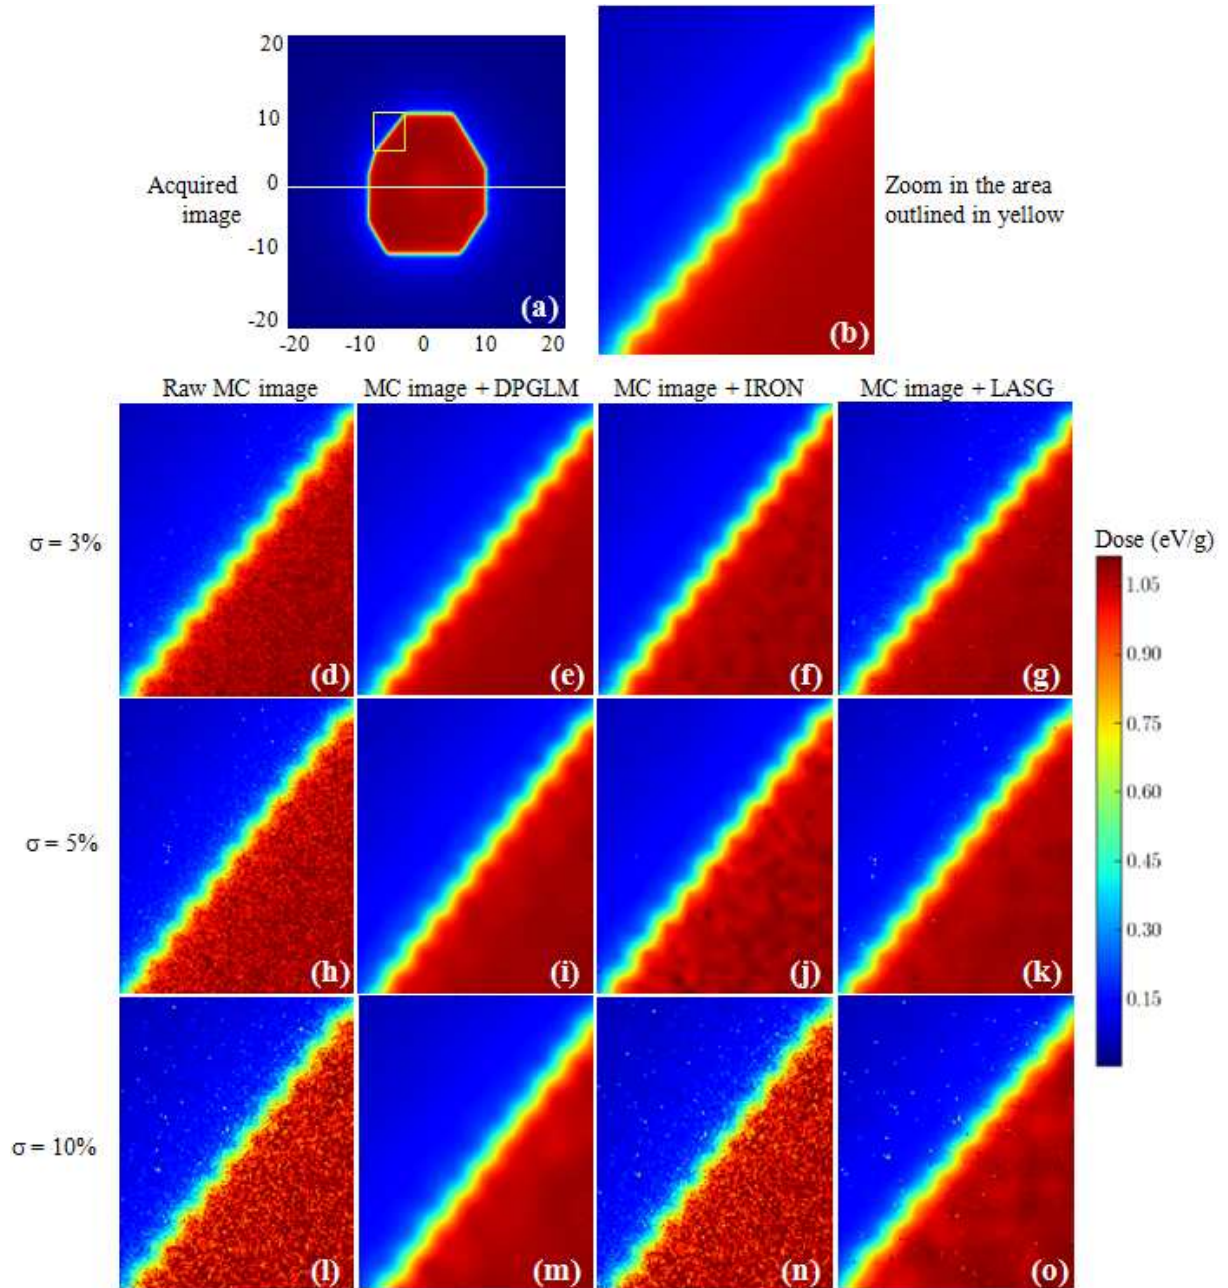 20
10
0
-10
-20
-20 -10 0 10 20
Acquired
image
(a)
(b)
Zoom in the area
outlined in yellow
Raw MC image
MC image + DPGLM
MC image + IRON
MC image + LASG
σ = 3%
(d)
(e)
(f)
(g)
σ = 5%
(h)
(i)
(j)
(k)
σ = 10%
(l)
(m)
(n)
(o)
Dose (eV/g)
1.05
0.90
0.75
0.60
0.45
0.30
0.15